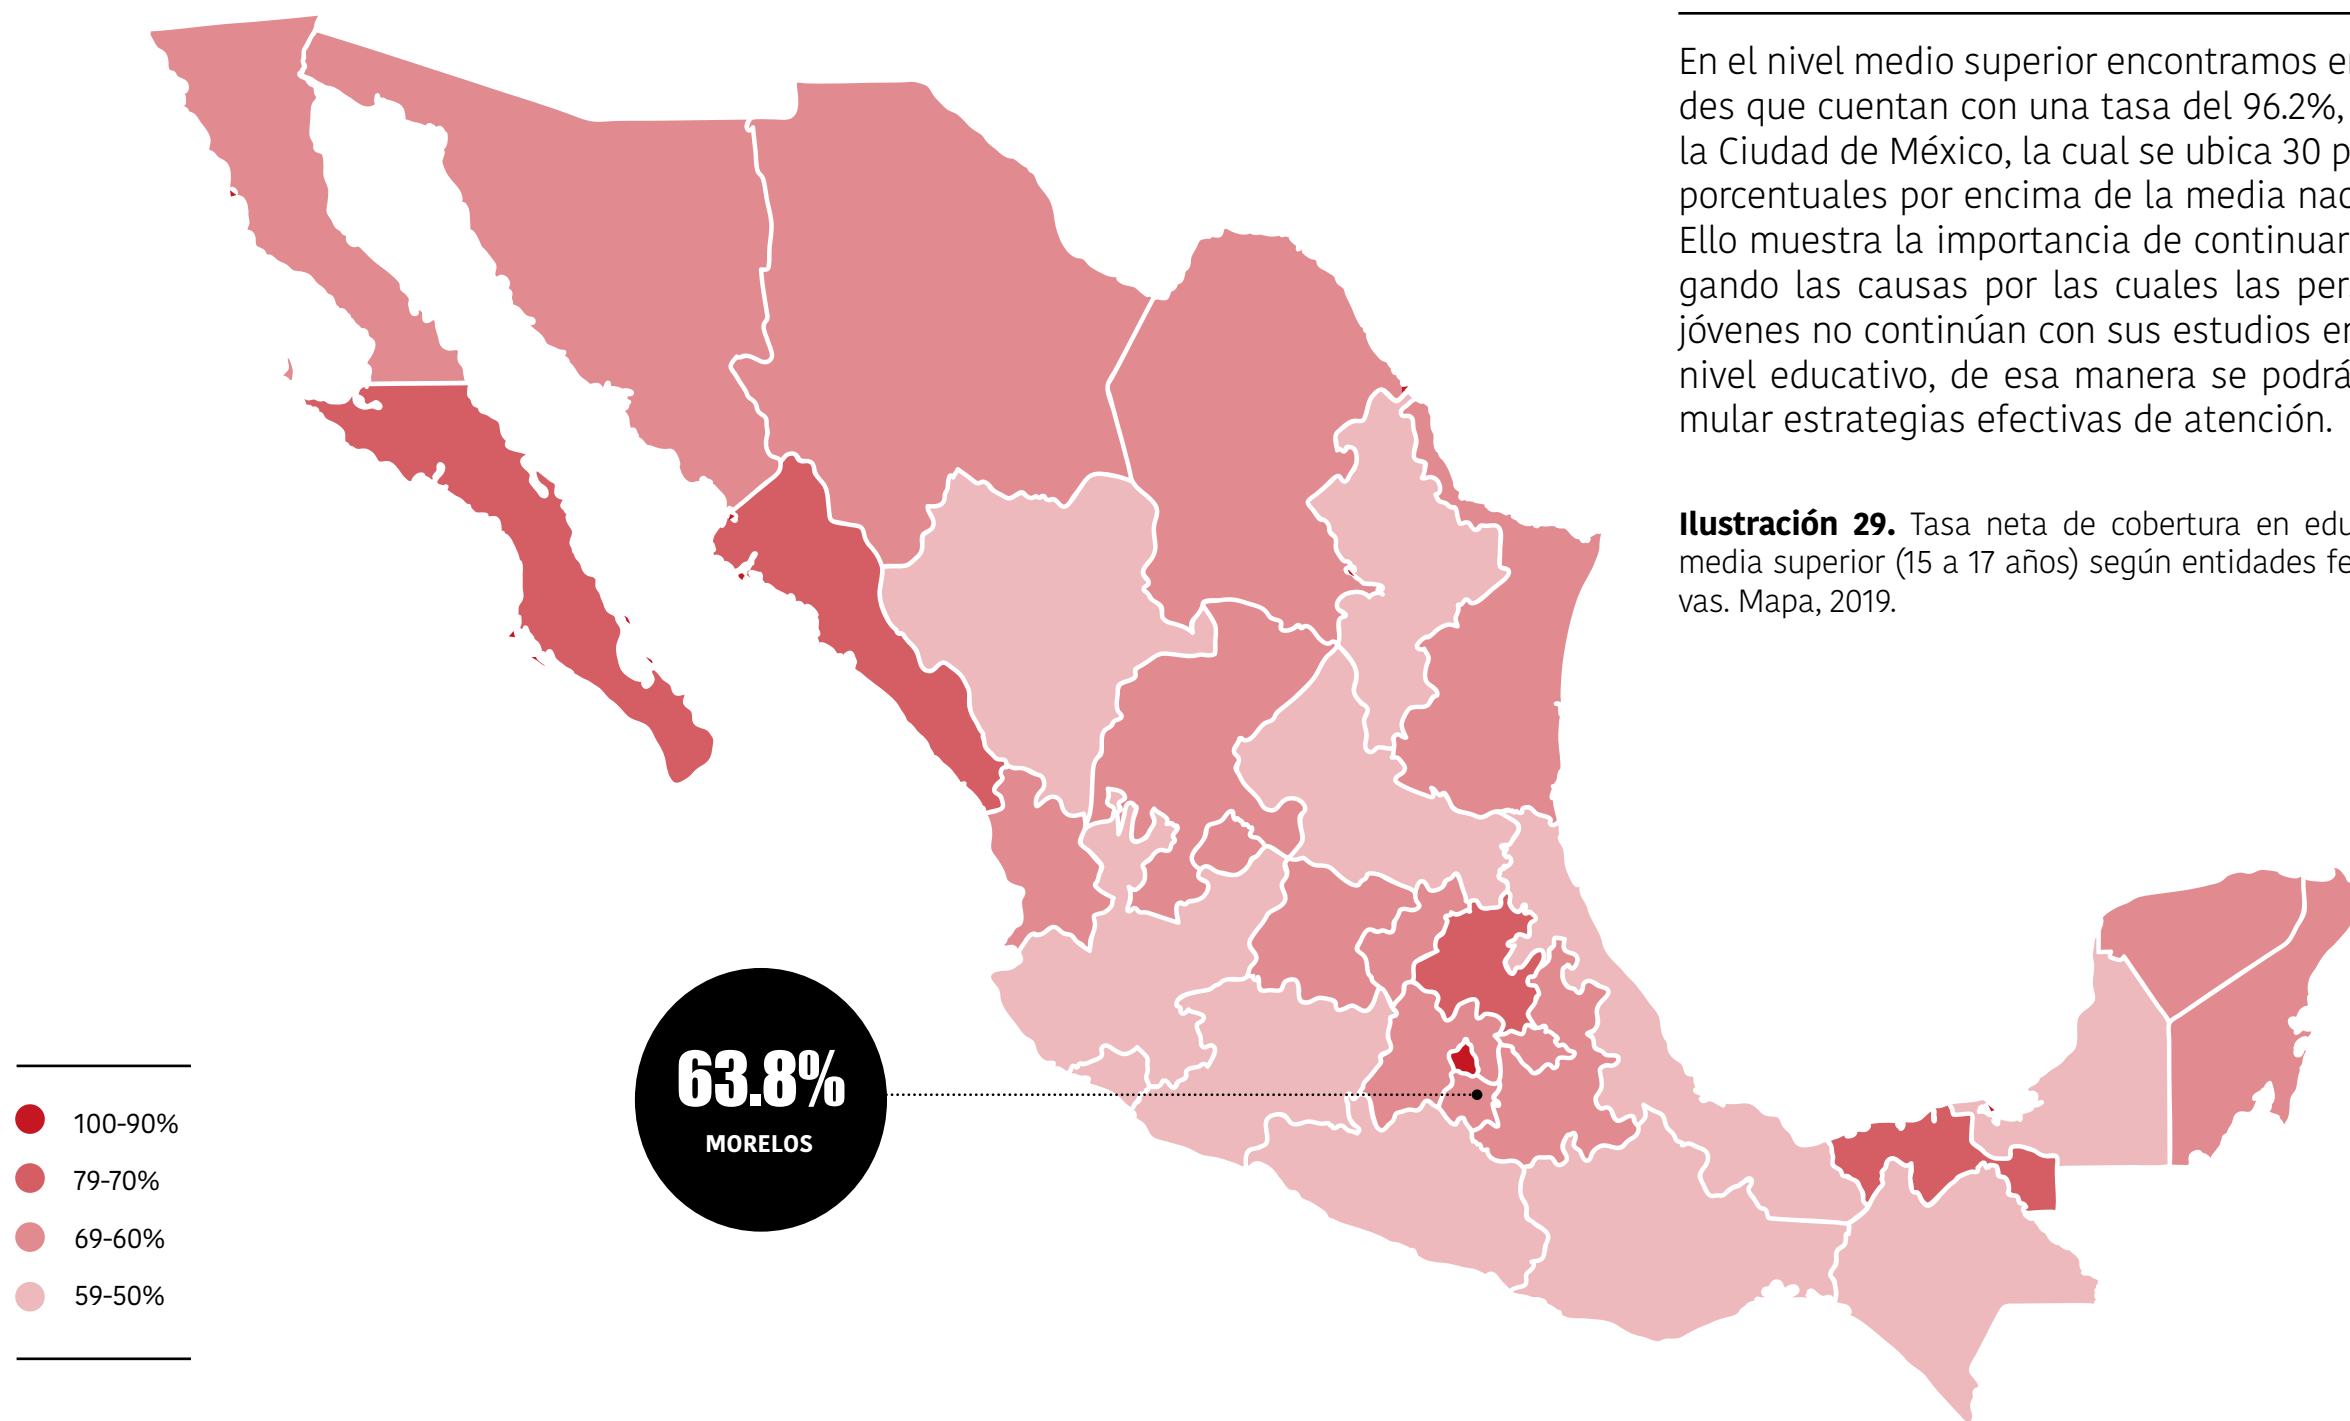 En el nivel medio superior encontramos en
des que cuentan con una tasa del 96.2%,
la Ciudad de México, la cual se ubica 30 p
porcentuales por encima de la media nac
Ello muestra la importancia de continuar
gando las causas por las cuales las per
jóvenes no continúan con sus estudios en
nivel educativo, de esa manera se podrá
mular estrategias efectivas de atención.
Ilustración 29. Tasa neta de cobertura en edu
media superior (15 a 17 años) según entidades fe
vas. Mapa, 2019.
63.8%
MORELOS
100-90%
79-70%
69-60%
59-50%